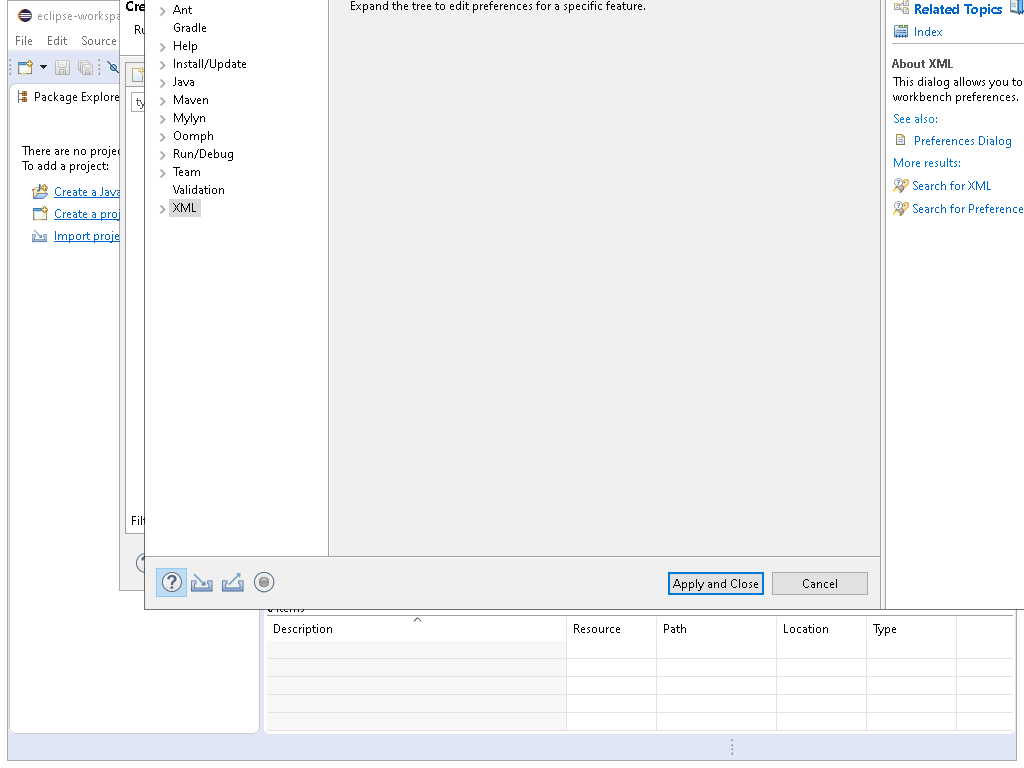 eclipse-workspa
File Edit Source
Package Explore
There are no proje
To add a project:
Create a Java
Create a proj
Import proje
Cre
Ru
ty
Filt
Ant
Gradle
Help
Install/Update
Java
Maven
Mylyn
Oomph
Run/Debug
Team
Validation
XML
Expand the tree to edit preferences for a specific feature.
Apply and Close
Cancel
Related Topics
Index
About XML
This dialog allows you to
workbench preferences.
See also:
Preferences Dialog
More results:
Search for XML
Search for Preference
Description Resource Path Location Type